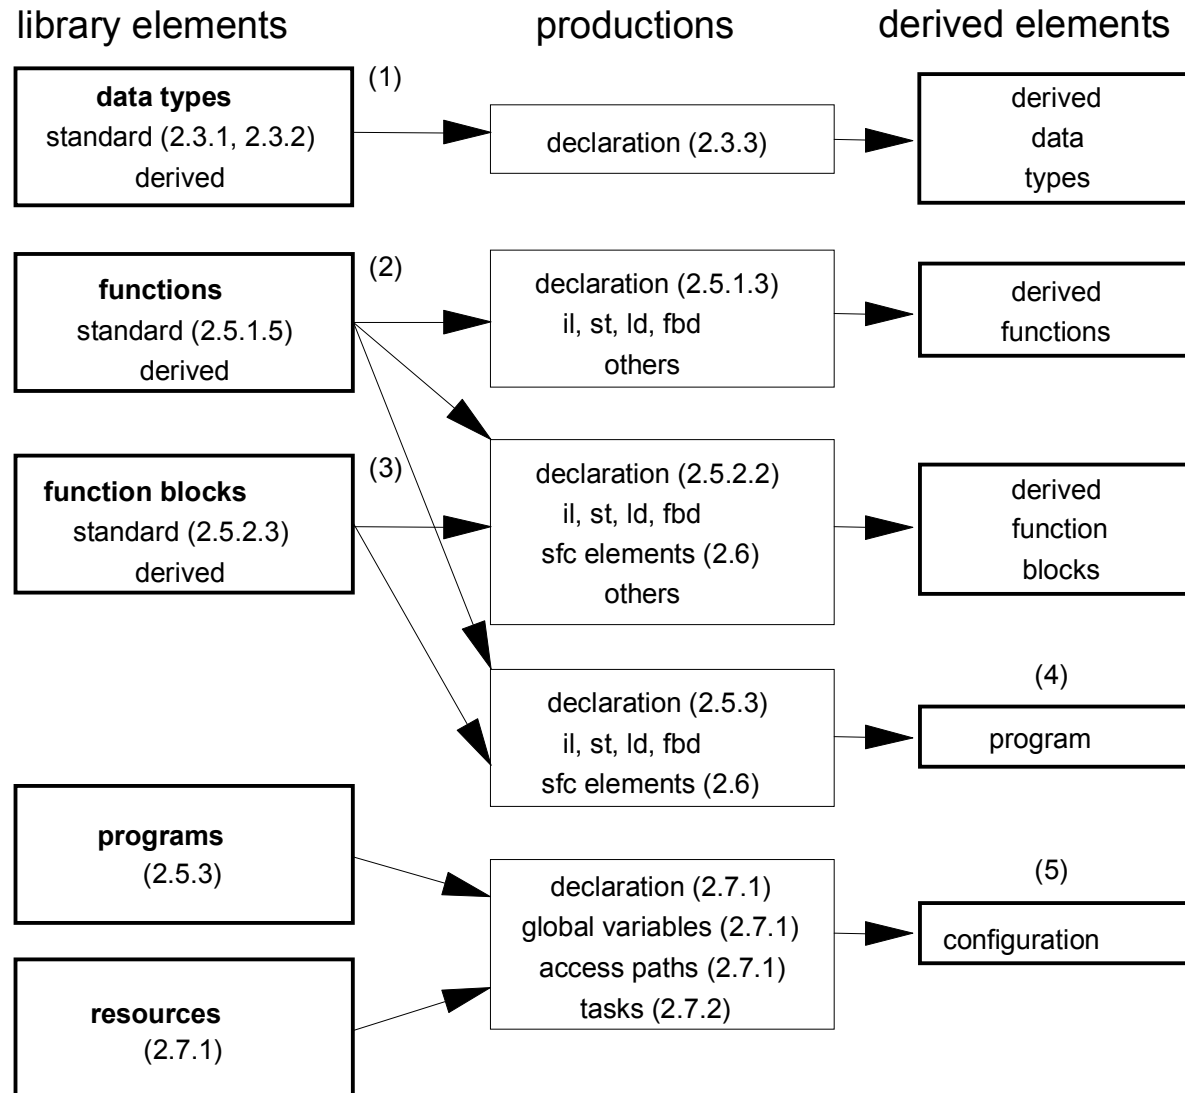 library elements
productions
derived elements
data types
standard (2.3.1, 2.3.2)
derived
(1)
declaration (2.3.3)
derived
data
types
functions
standard (2.5.1.5)
derived
(2)
declaration (2.5.1.3)
il, st, ld, fbd
others
derived
functions
function blocks
standard (2.5.2.3)
derived
(3)
declaration (2.5.2.2)
il, st, ld, fbd
sfc elements (2.6)
others
derived
function
blocks
declaration (2.5.3)
il, st, ld, fbd
sfc elements (2.6)
(4)
program
programs
(2.5.3)
resources
(2.7.1)
declaration (2.7.1)
global variables (2.7.1)
access paths (2.7.1)
tasks (2.7.2)
(5)
configuration